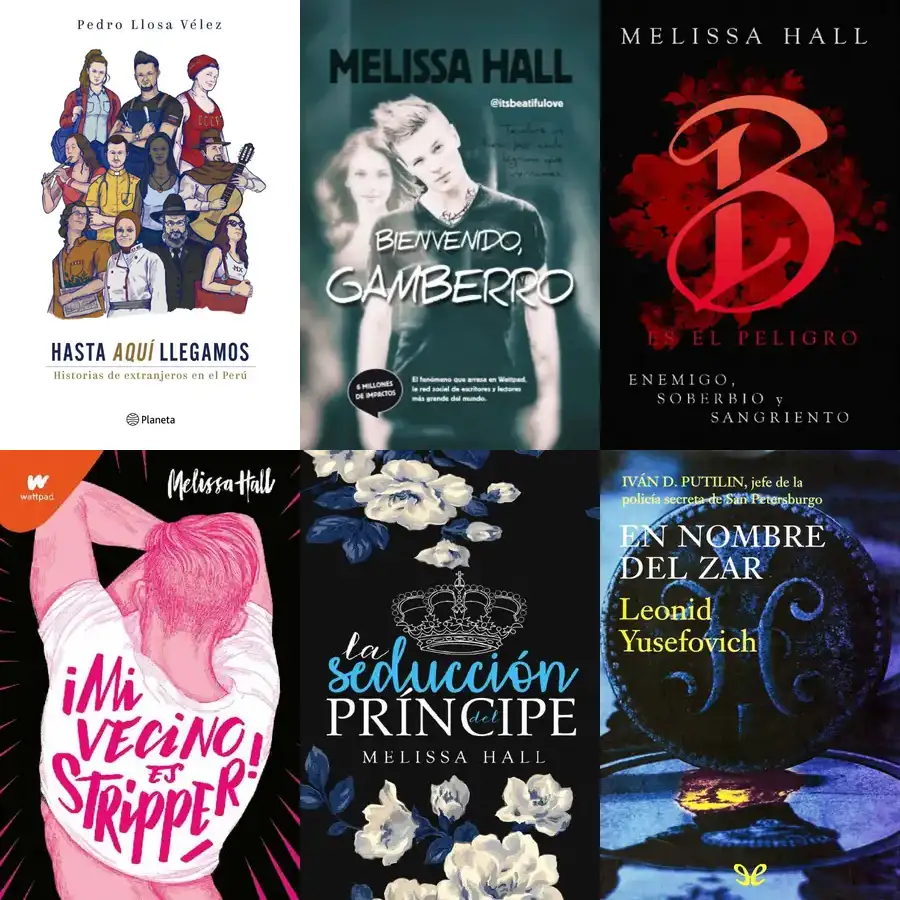 Pedro Llosa Vélez
HASTA AQUÍ LLEGAMOS
Historias de extranjeros en el Perú
Planeta
MELISSA HALL
@itsbeatifulove
BIENVENIDO,
GAMBERRO
5 MILLONES
DE IMPACTOS
El fenómeno que arrasa en Wattpad,
la red social de escritores y lectores
más grande del mundo.
MELISSA HALL
B
ES EL PELIGRO
ENEMIGO,
SOBERBIO y
SANGRIENTO
wattpad
Melissa Hall
¡Mi
VECINO
ES
STRIPPER!
la
seducción
del
PRÍNCIPE
MELISSA HALL
IVÁN D. PUTILIN, jefe de la
policía secreta de San Petersburgo
EN NOMBRE
DEL ZAR
Leonid
Yusefovich